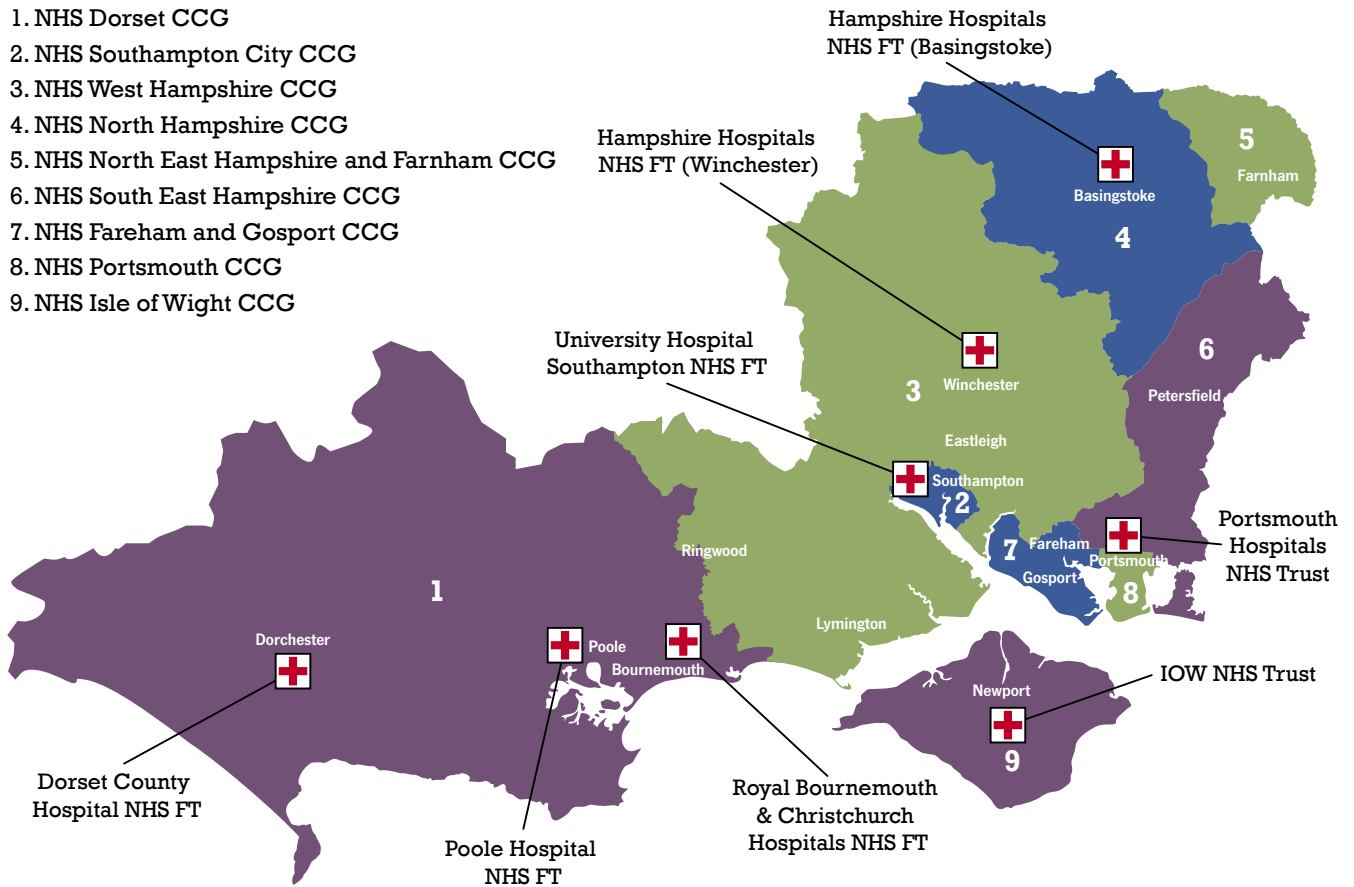 1. NHS Dorset CCG
2. NHS Southampton City CCG
3. NHS West Hampshire CCG
4. NHS North Hampshire CCG
5. NHS North East Hampshire and Farnham CCG
6. NHS South East Hampshire CCG
7. NHS Fareham and Gosport CCG
8. NHS Portsmouth CCG
9. NHS Isle of Wight CCG
Hampshire Hospitals
NHS FT (Basingstoke)
Hampshire Hospitals
NHS FT (Winchester)
University Hospital
Southampton NHS FT
5
Farnham
Basingstoke
4
6
Petersfield
3
Winchester
Eastleigh
Southampton
2
7
Fareham
Gosport
Portsmouth
8
Portsmouth
Hospitals
NHS Trust
Ringwood
1
Lymington
Dorchester
Poole
Bournemouth
Newport
9
IOW NHS Trust
Dorset County
Hospital NHS FT
Poole Hospital
NHS FT
Royal Bournemouth
& Christchurch
Hospitals NHS FT